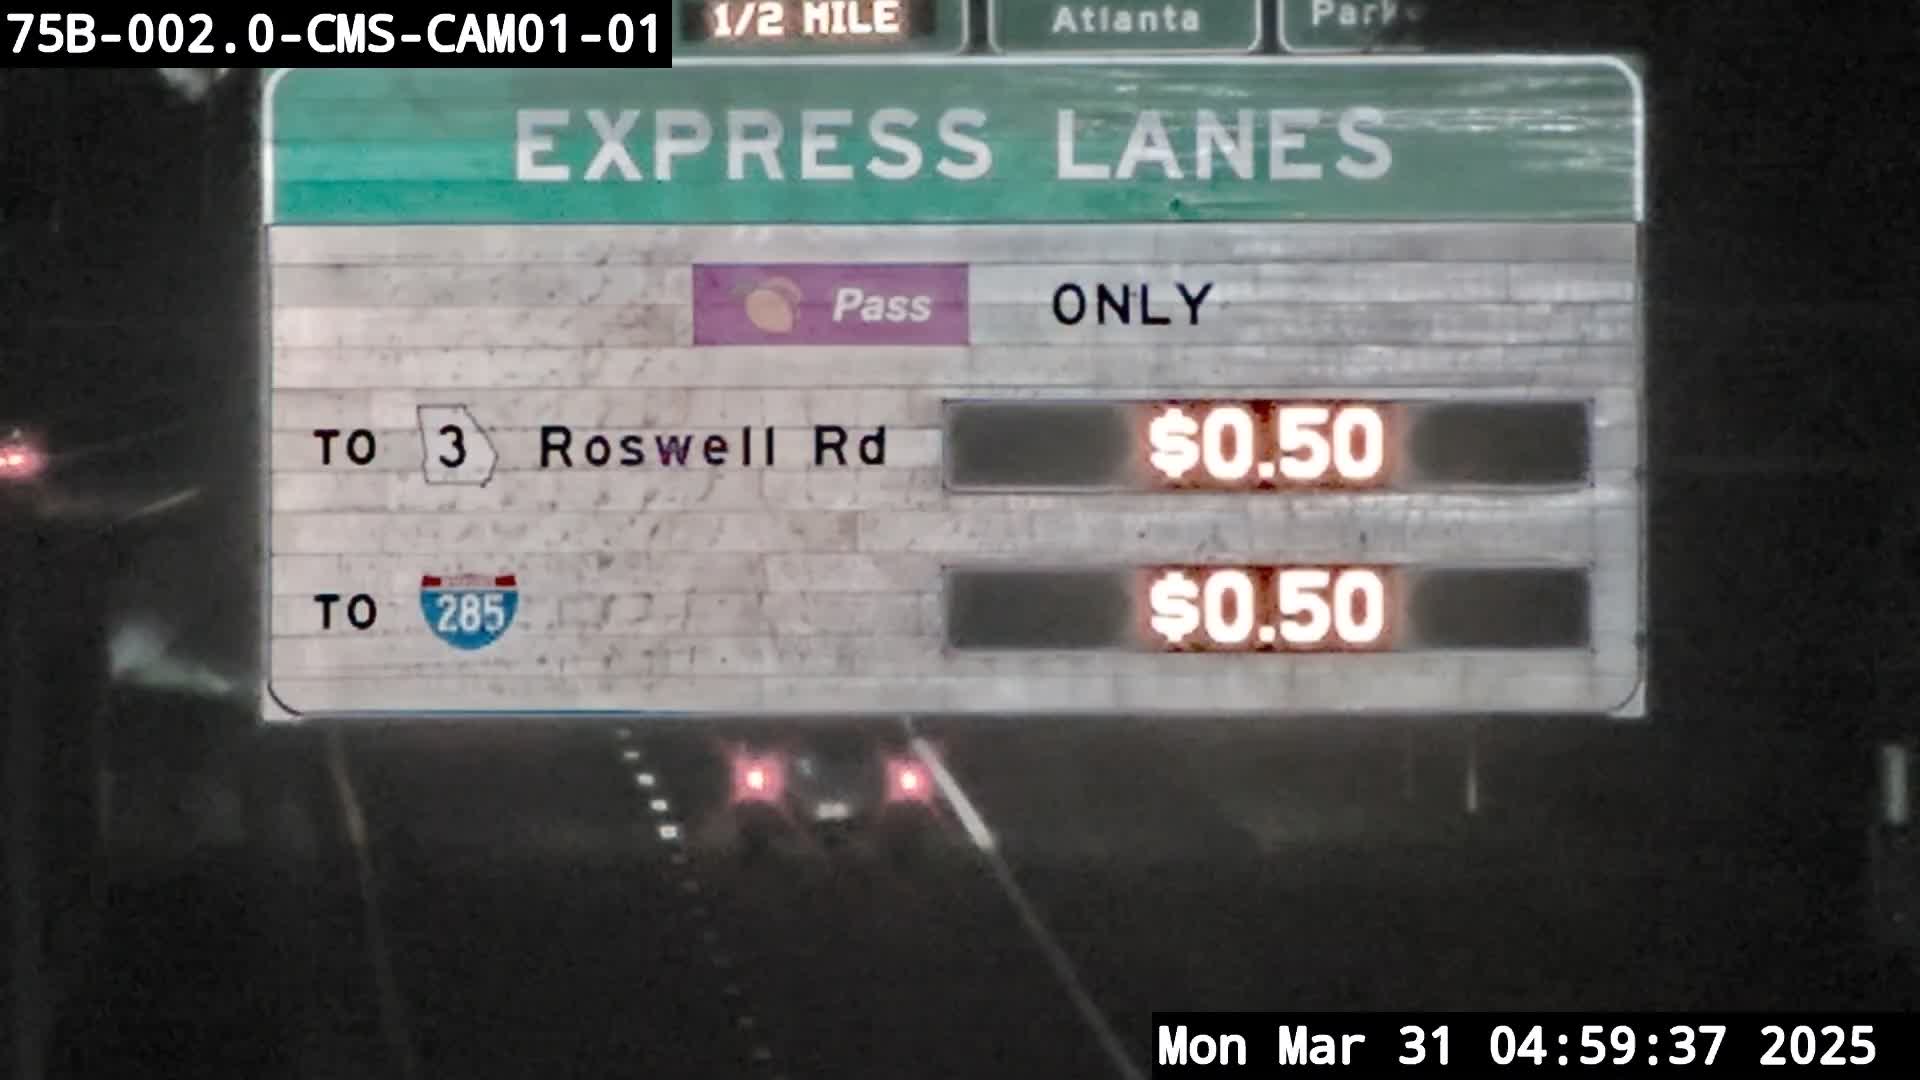 75B-002.0-CMS-CAM01-01
1/2 MILE
Atlanta
EXPRESS LANES
Pass ONLY
TO 3 Roswell Rd $0.50
TO 285 $0.50
Mon Mar 31 04:59:37 2025